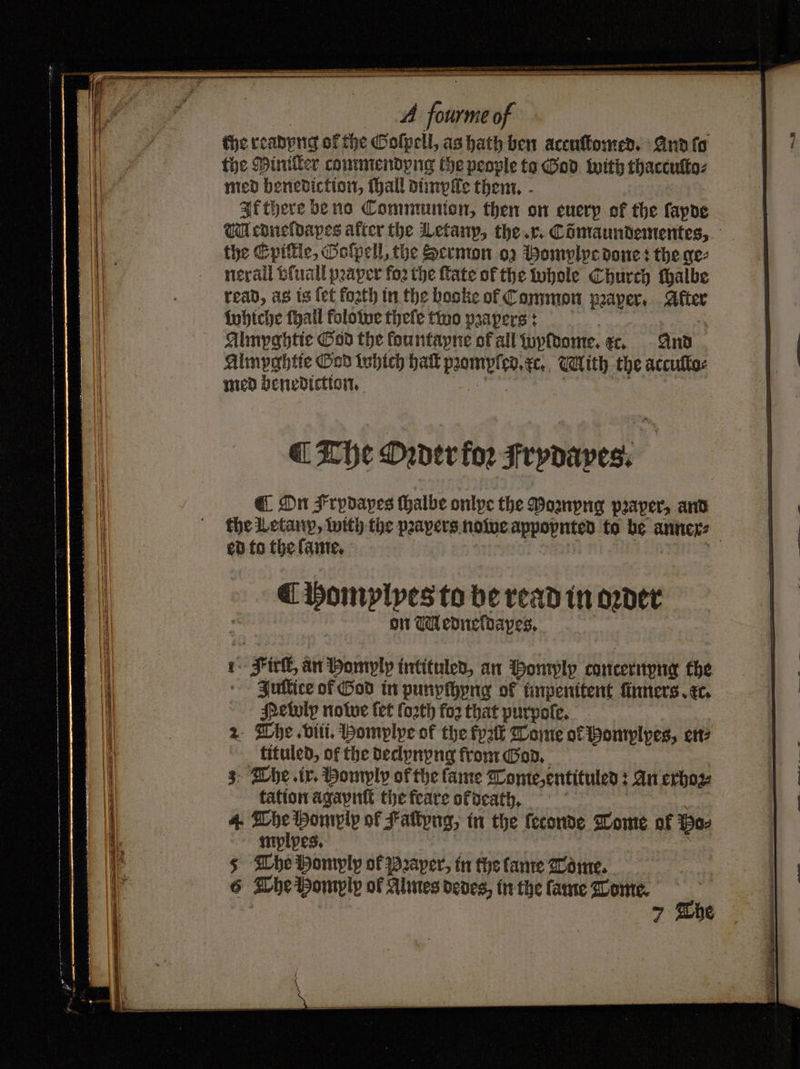 A fourme of
the readyng of the Gospell, as hath ben accustomed. And so
the Minister commendyng the people to God with thaccusto-
med benediction, shall dimysse them.
If there be no Communion, then on euery of the sayde
Wednesdayes after the Letany, the .x. Cõmaundementes,
the Epistle, Gospell, the Sermon or Homylye done: the ge-
nerall vsuall prayer for the state of the whole Church shalbe
read, as is set forth in the booke of Common prayer. After
whiche shall folowe these two prayers:
Almyghtie God the fountayne of all wysdome. &c. And
Almyghtie God which hast promysed. &c. With the accusto-
med benediction.
¶ The Order for Frydayes.
¶ On Frydayes shalbe onlye the Mornyng prayer, and
the Letany, with the prayers nowe appoynted to be annex-
ed to the same.
¶ Homylyes to be read in order
on Wednesdayes.
1 First, an Homyly intituled, an Homyly concernyng the
Justice of God in punyshyng of impenitent sinners. &c.
Newly nowe set forth for that purpose.
2 The .viii. Homylye of the fyrst Tome of Homylyes, en-
tituled, of the declynyng from God.
3 The .ix. Homyly of the same Tome, entituled: An exhor-
tation agaynst the feare of death.
4 The Homyly of Fastyng, in the seconde Tome of Ho-
mylyes.
5 The Homyly of Prayer, in the same Tome.
6 The Homyly of Almes dedes, in the same Tome.
7 The